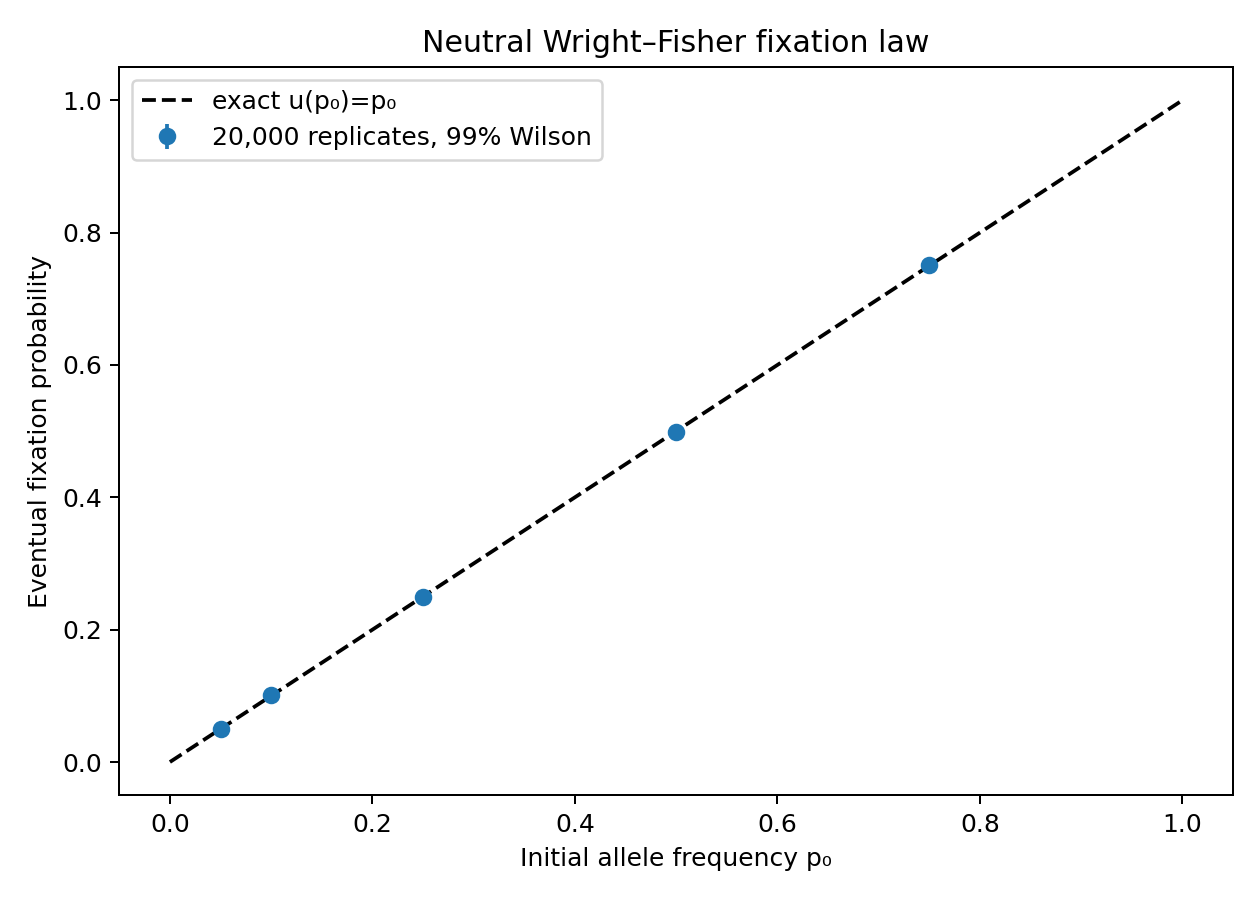 Neutral Wright–Fisher fixation law
exact u(p₀)=p₀
20,000 replicates, 99% Wilson
Eventual fixation probability
1.0
0.8
0.6
0.4
0.2
0.0
0.0 0.2 0.4 0.6 0.8 1.0
Initial allele frequency p₀